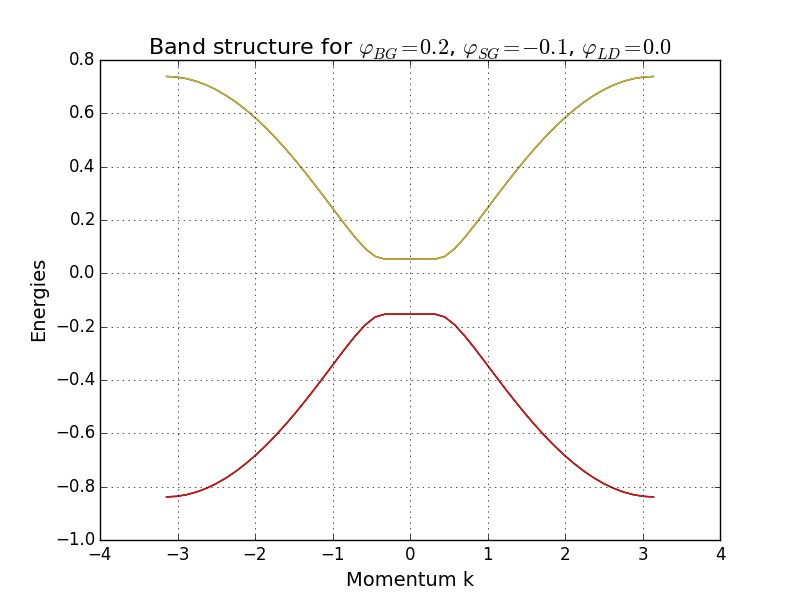 Band structure for φ_BG=0.2, φ_SG=−0.1, φ_LD=0.0
0.8
0.6
0.4
0.2
0.0
−0.2
−0.4
−0.6
−0.8
−1.0
Energies
−4 −3 −2 −1 0 1 2 3 4
Momentum k